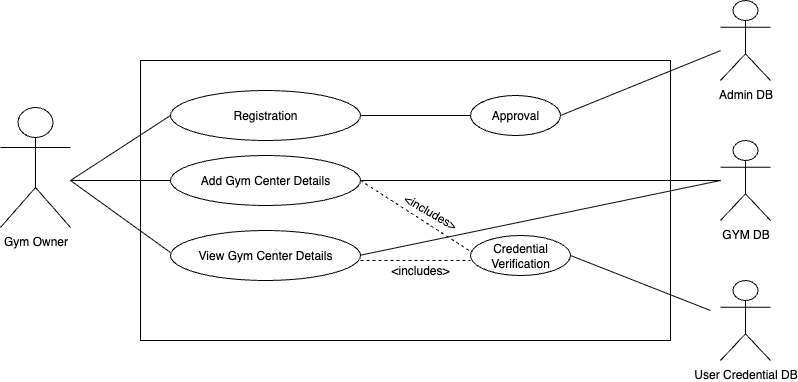 Admin DB
Registration
Approval
Add Gym Center Details
<includes>
Gym Owner
GYM DB
View Gym Center Details
Credential
Verification
<includes>
User Credential DB